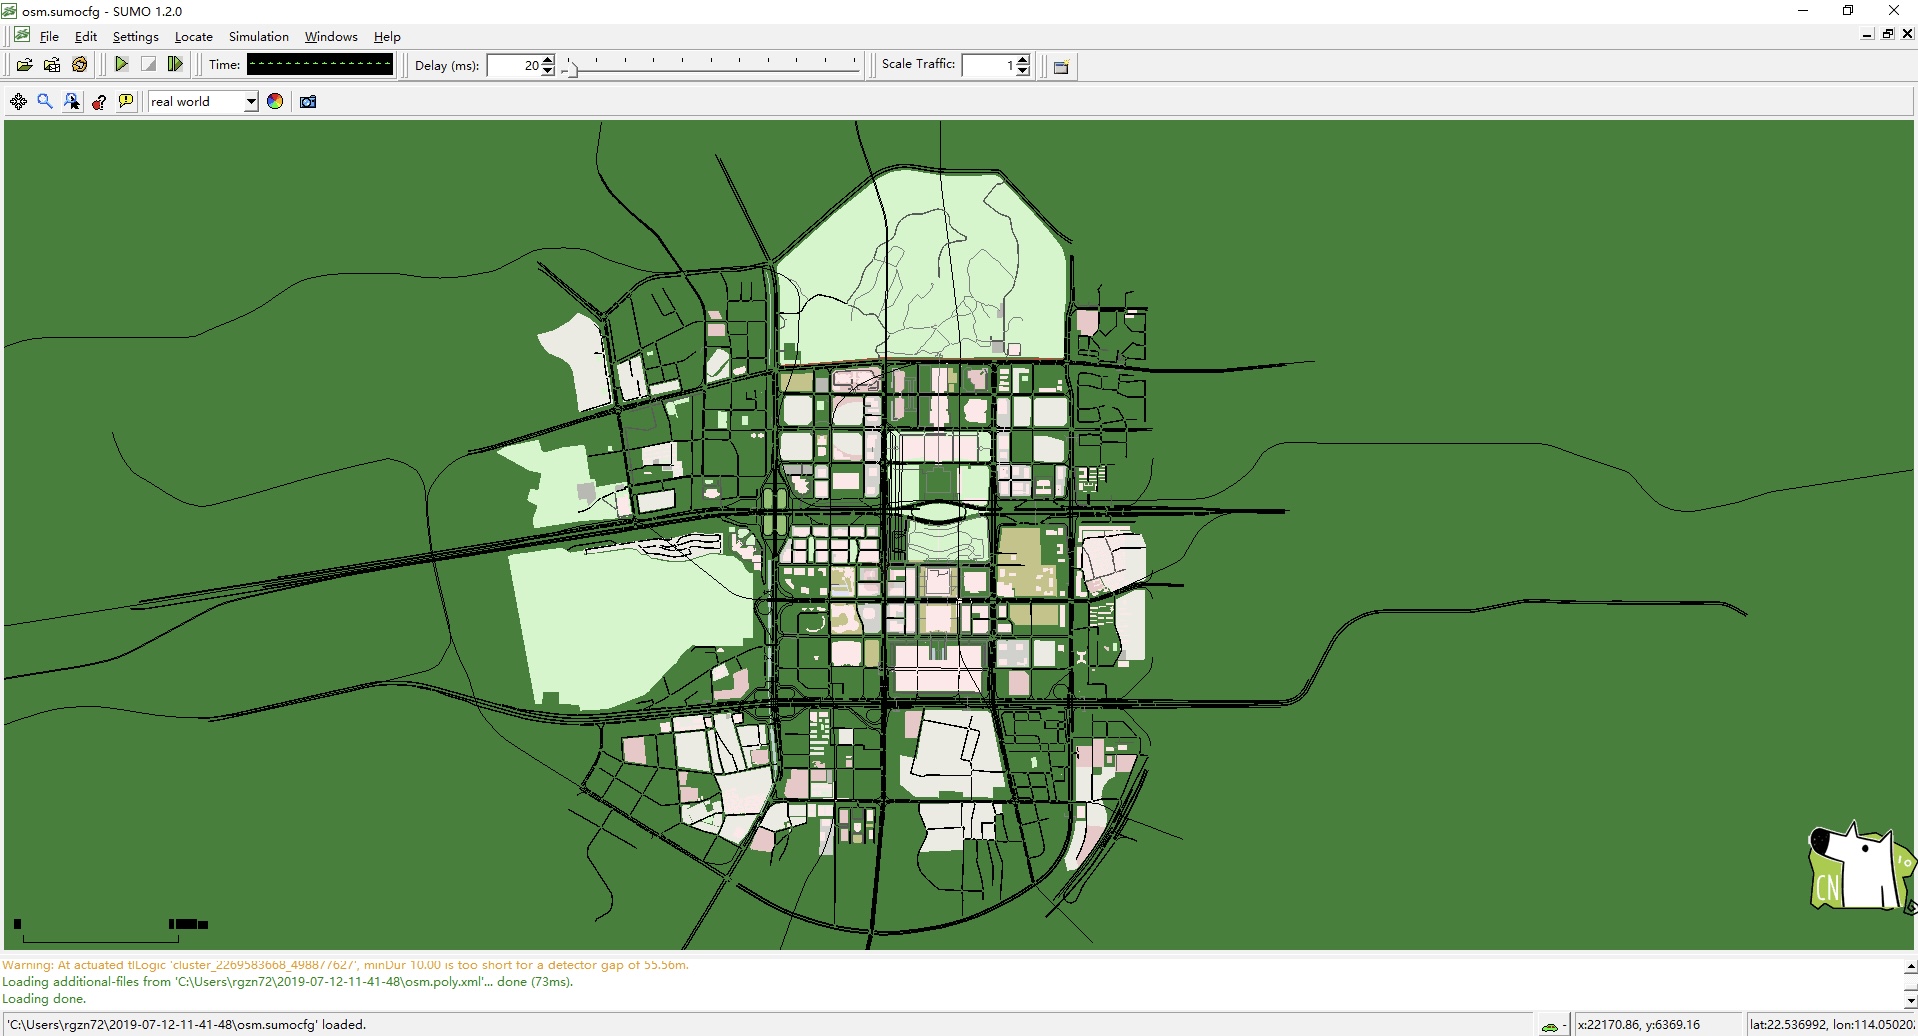 osm.sumocfg - SUMO 1.2.0
File Edit Settings Locate Simulation Windows Help
Time: Delay (ms): 20 Scale Traffic: 1
real world
CN
Warning: At actuated tlLogic 'cluster_2269583668_498877627', minDur 10.00 is too short for a detector gap of 55.56m.
Loading additional-files from 'C:\Users\rgzn72\2019-07-12-11-41-48\osm.poly.xml'... done (73ms).
Loading done.
'C:\Users\rgzn72\2019-07-12-11-41-48\osm.sumocfg' loaded. x:22170.86, y:6369.16 lat:22.536992, lon:114.05020